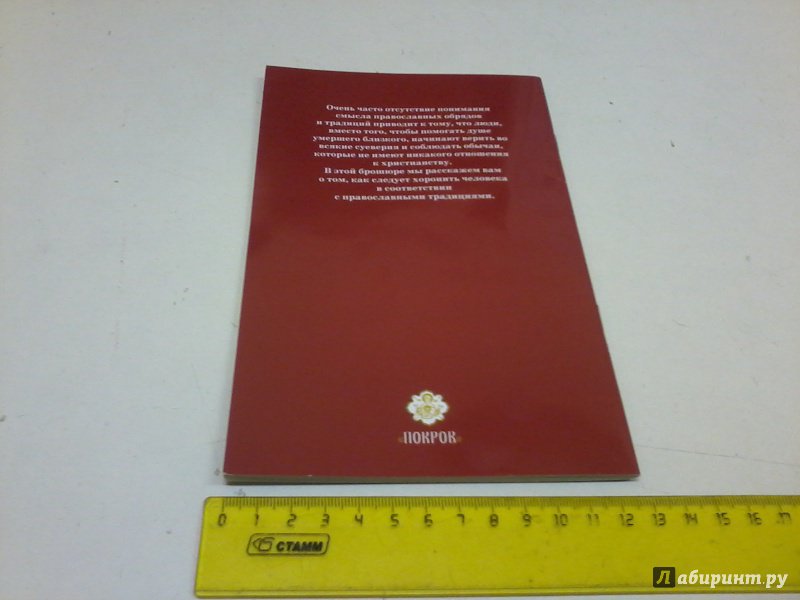 Очень часто отсутствие понимания
смысла православных обрядов
и традиций приводит к тому, что люди,
вместо того, чтобы помогать душе
умершего близкого, начинают верить во
всякие суеверия и соблюдать обычаи,
которые не имеют никакого отношения
к христианству.
В этой брошюре мы расскажем вам
о том, как следует хоронить человека
в соответствии
с православными традициями.
ПОКРОК
0 1 2 3 4 5 6 7 8 9 10 11 12 13 14 15 16 17
СТАММ
Лабиринт.ру